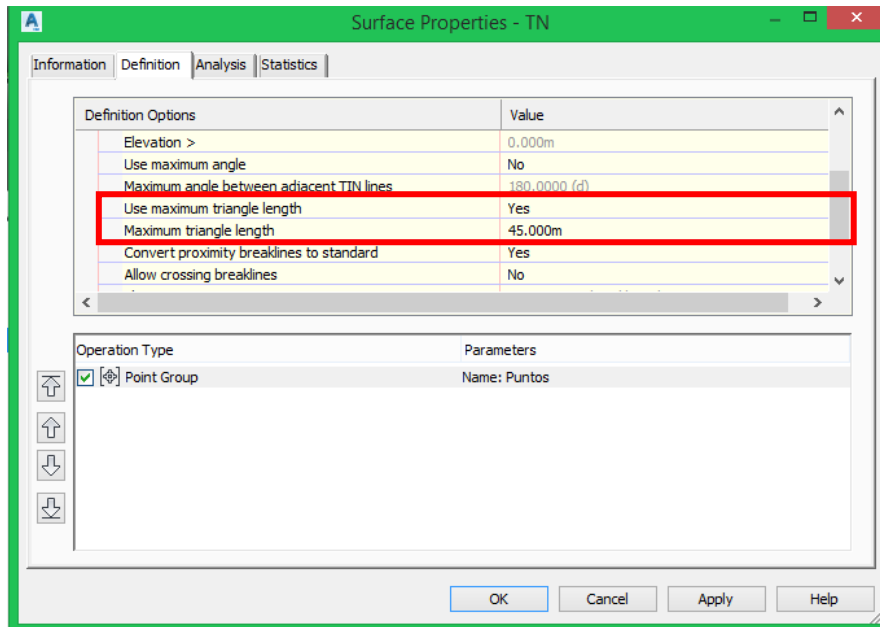 Surface Properties - TN
Information Definition Analysis Statistics
Definition Options Value
Elevation > 0.000m
Use maximum angle No
Maximum angle between adjacent TIN lines 180.0000 (d)
Use maximum triangle length Yes
Maximum triangle length 45.000m
Convert proximity breaklines to standard Yes
Allow crossing breaklines No
Operation Type Parameters
Point Group Name: Puntos
OK Cancel Apply Help